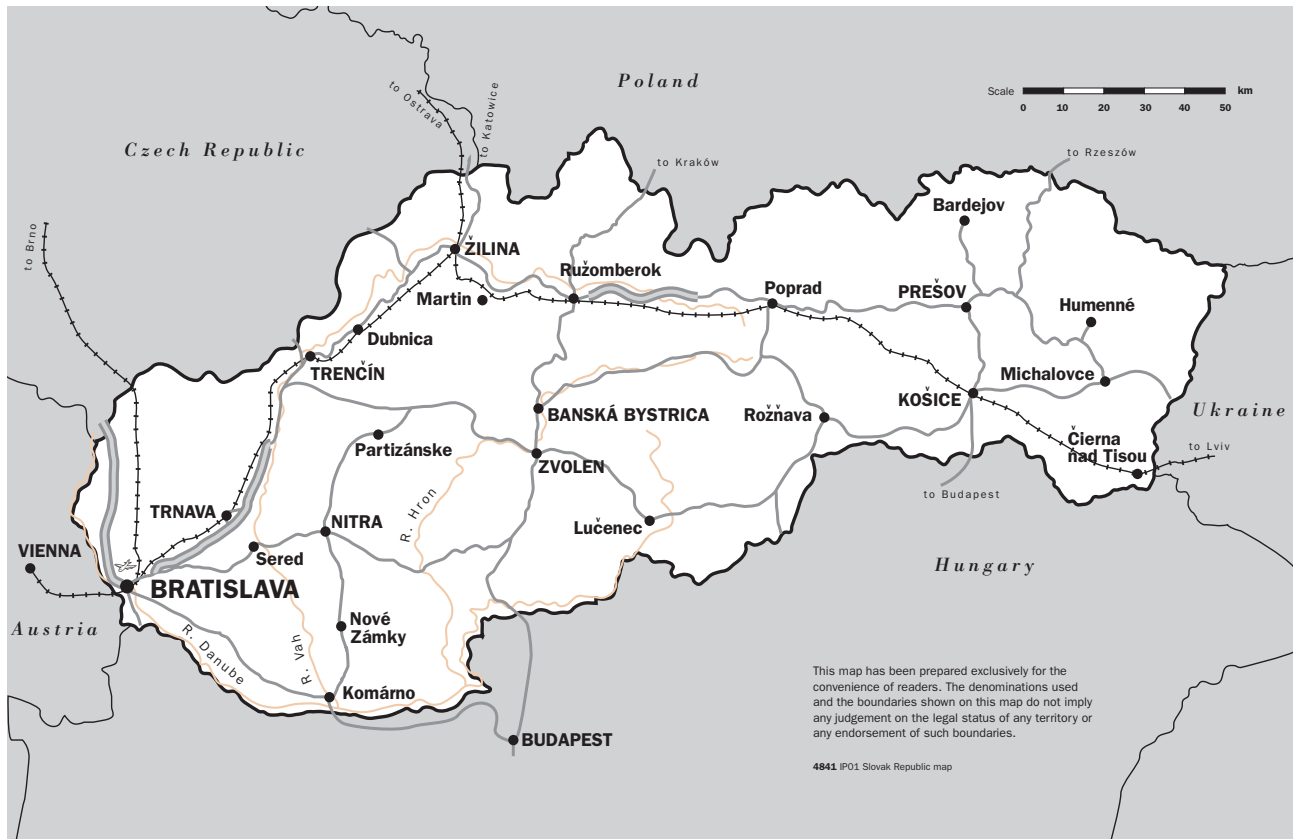 Poland
Scale
km
0 10 20 30 40 50
to Ostrava
to Katowice
Czech Republic
to Kraków
to Rzeszów
Bardejov
to Brno
ŽILINA
Ružomberok
Martin
Poprad
PREŠOV
Humenné
Dubnica
TRENČÍN
Michalovce
BANSKÁ BYSTRICA
Rožňava
KOŠICE
Ukraine
Partizánske
Čierna
nad Tisou
to Lviv
ZVOLEN
to Budapest
TRNAVA
NITRA
R. Hron
Lučenec
VIENNA
Sered
Hungary
BRATISLAVA
Austria
Nové
Zámky
R. Danube
R. Vah
Komárno
BUDAPEST
This map has been prepared exclusively for the
convenience of readers. The denominations used
and the boundaries shown on this map do not imply
any judgement on the legal status of any territory or
any endorsement of such boundaries.
4841 IP01 Slovak Republic map